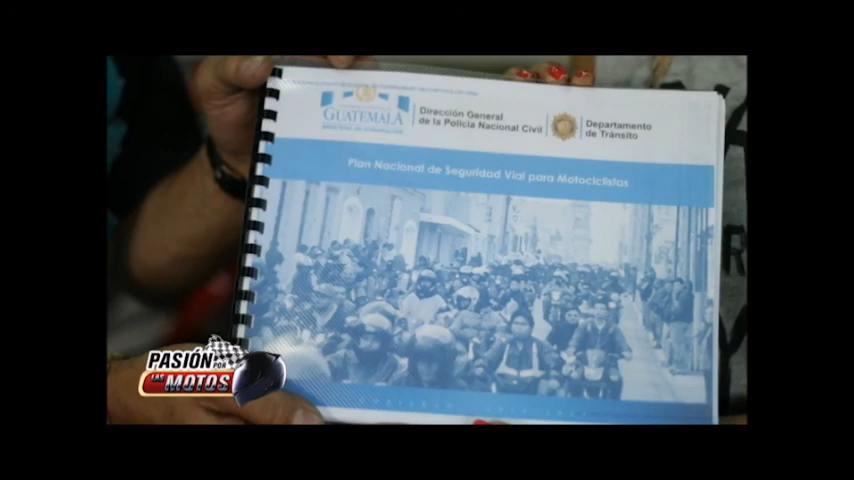 GUATEMALA
Dirección General
de la Policía Nacional Civil
Departamento
de Tránsito
Plan Nacional de Seguridad Vial para Motociclistas
PASIÓN POR
LAS
MOTOS